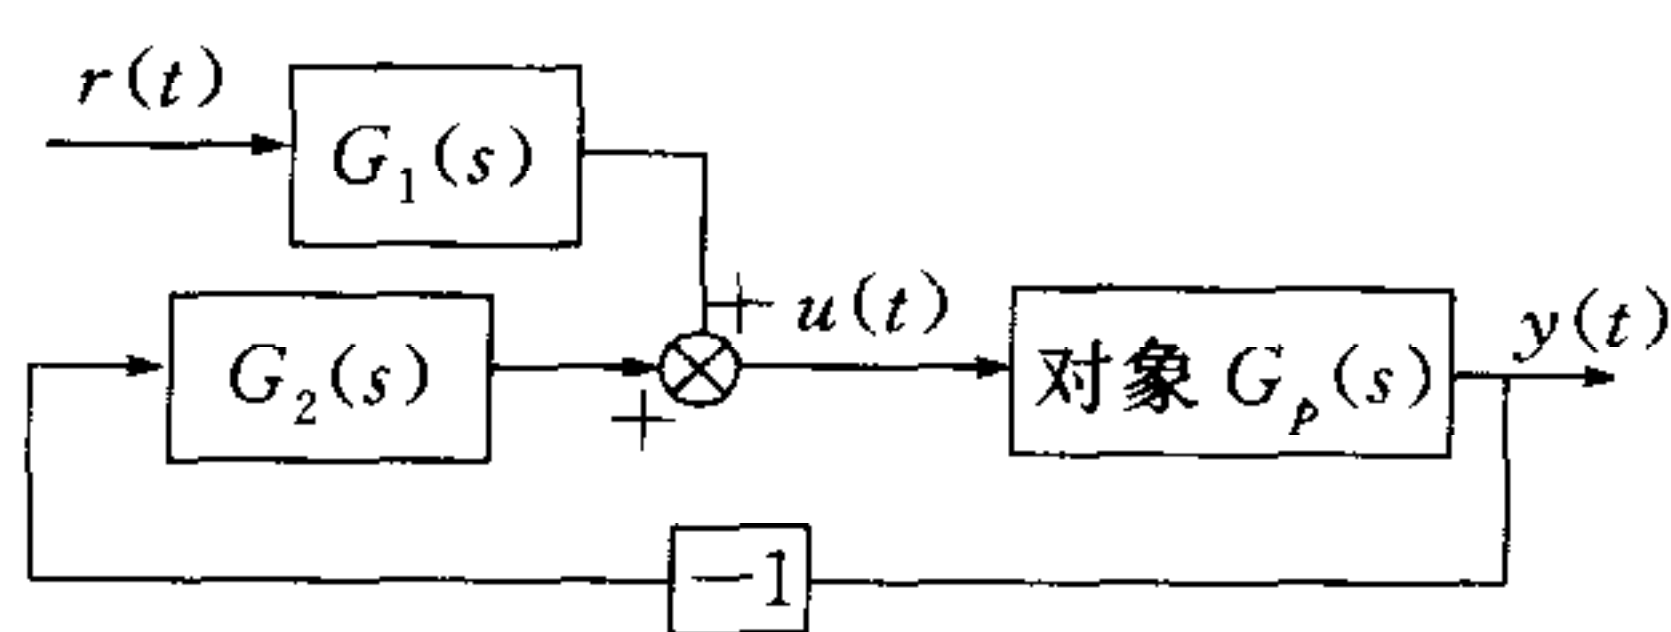 r(t)
G₁(s)
+
u(t)
y(t)
G₂(s)
+
对象 Gₚ(s)
-1